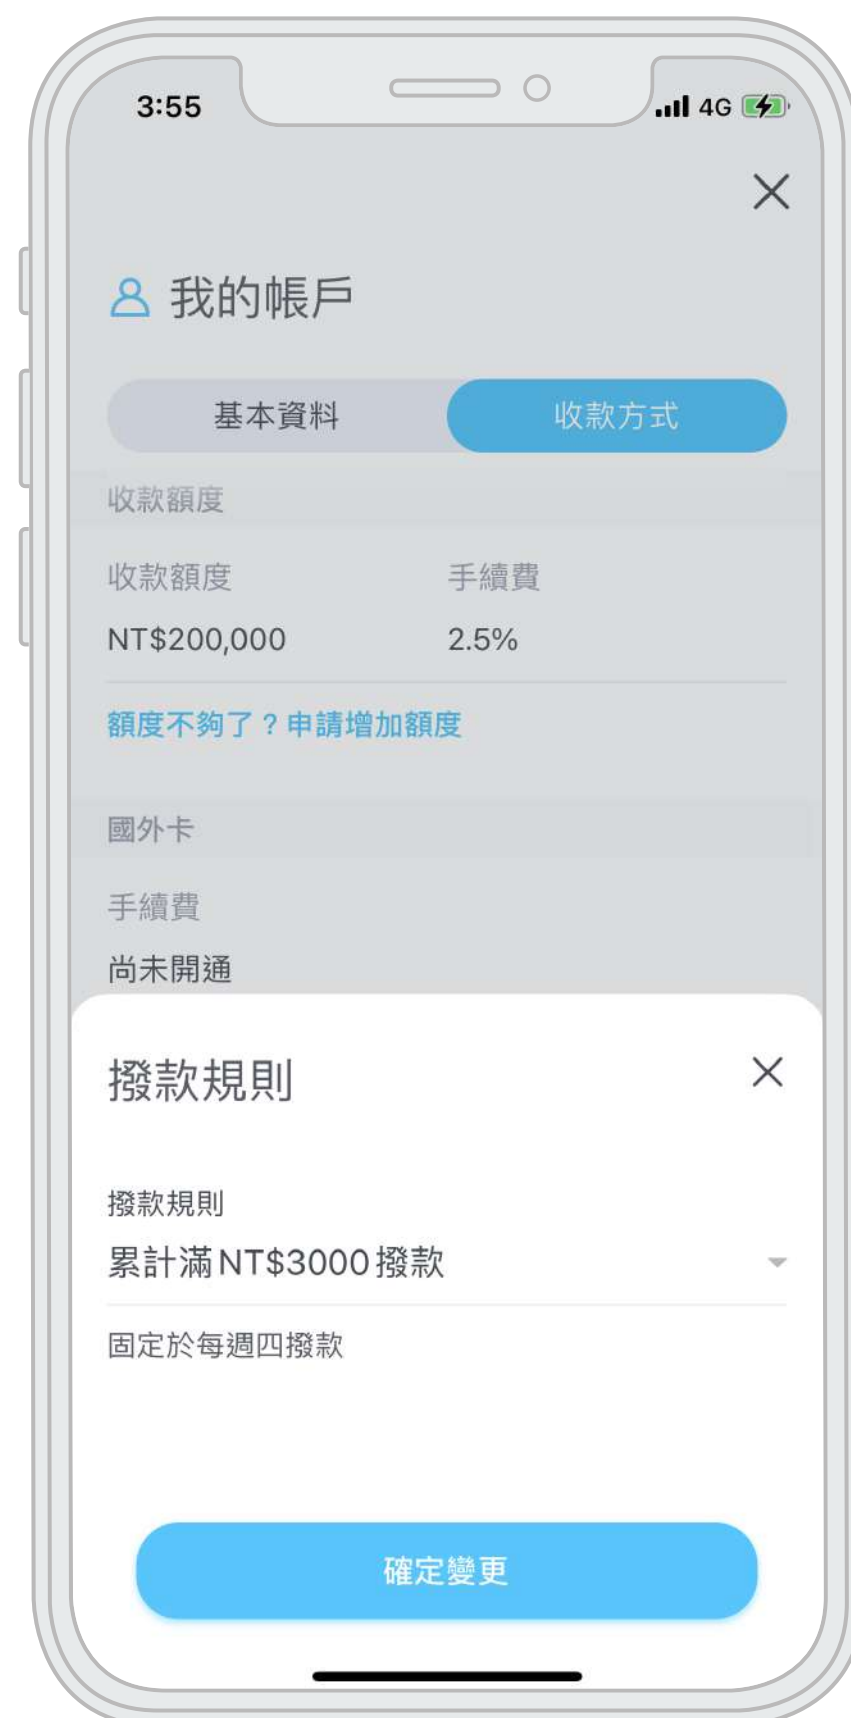 3:55
4G
我的帳戶
基本資料 收款方式
收款額度
收款額度 手續費
NT$200,000 2.5%
額度不夠了？申請增加額度
國外卡
手續費
尚未開通
撥款規則
撥款規則
累計滿NT$3000撥款
固定於每週四撥款
確定變更